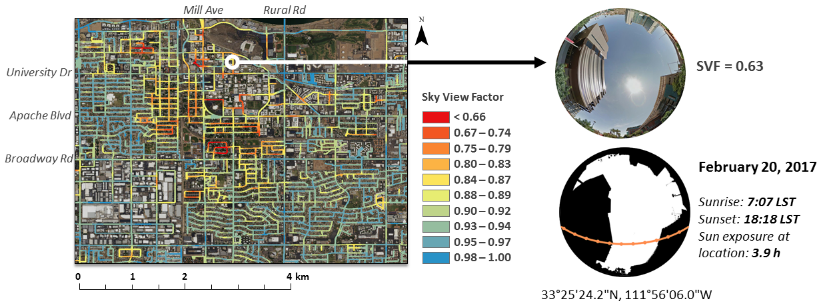 Mill Ave
Rural Rd
N
University Dr
Apache Blvd
Broadway Rd
Sky View Factor
< 0.66
0.67 – 0.74
0.75 – 0.79
0.80 – 0.83
0.84 – 0.87
0.88 – 0.89
0.90 – 0.92
0.93 – 0.94
0.95 – 0.97
0.98 – 1.00
0 1 2 4 km
SVF = 0.63
February 20, 2017
Sunrise: 7:07 LST
Sunset: 18:18 LST
Sun exposure at
location: 3.9 h
33°25'24.2"N, 111°56'06.0"W